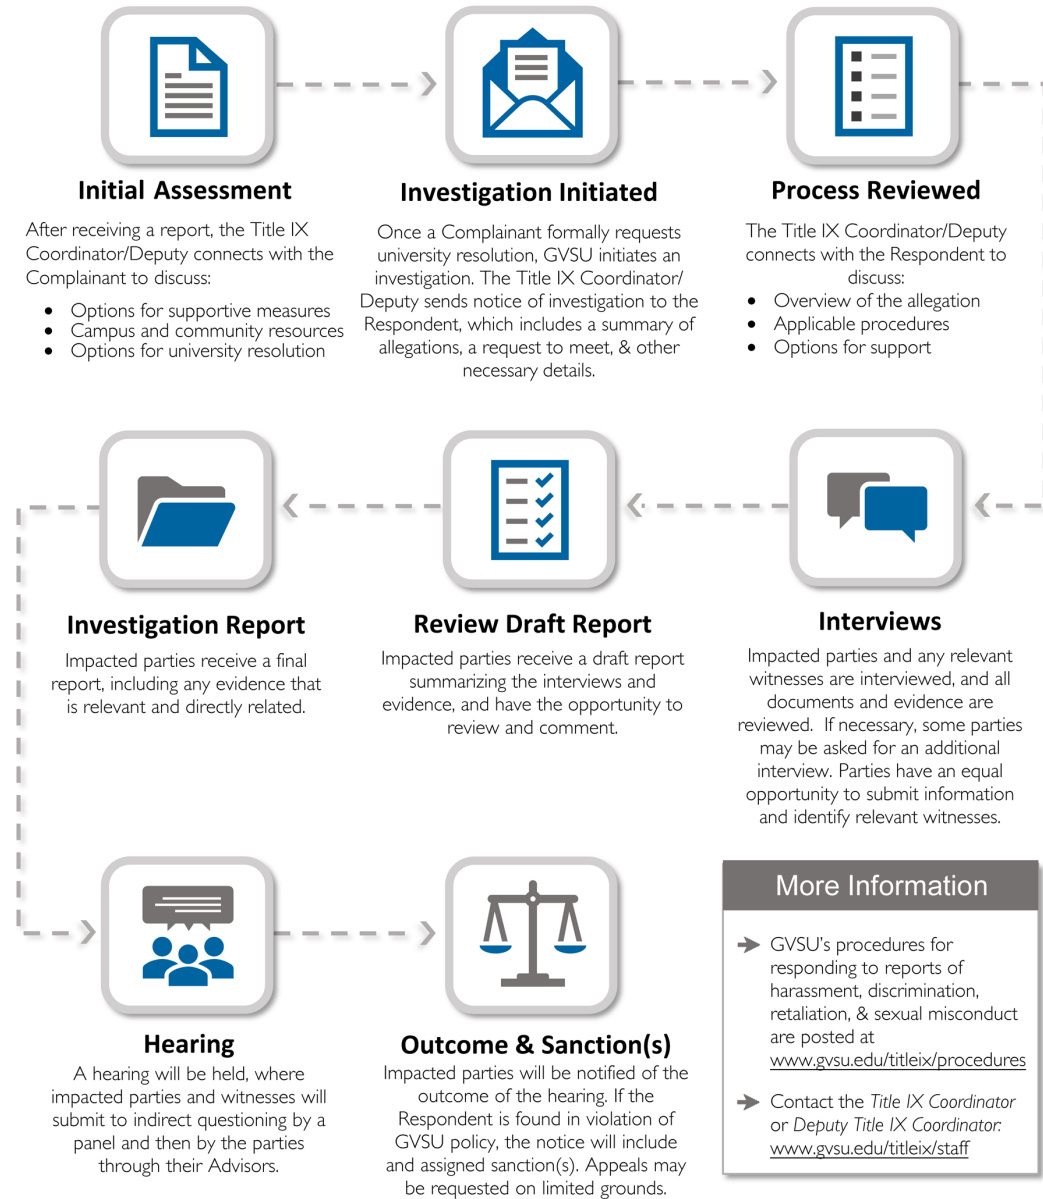 Initial Assessment
After receiving a report, the Title IX
Coordinator/Deputy connects with the
Complainant to discuss:
• Options for supportive measures
• Campus and community resources
• Options for university resolution
Investigation Initiated
Once a Complainant formally requests
university resolution, GVSU initiates an
investigation. The Title IX Coordinator/
Deputy sends notice of investigation to the
Respondent, which includes a summary of
allegations, a request to meet, & other
necessary details.
Process Reviewed
The Title IX Coordinator/Deputy
connects with the Respondent to
discuss:
• Overview of the allegation
• Applicable procedures
• Options for support
Interviews
Impacted parties and any relevant
witnesses are interviewed, and all
documents and evidence are
reviewed. If necessary, some parties
may be asked for an additional
interview. Parties have an equal
opportunity to submit information
and identify relevant witnesses.
Review Draft Report
Impacted parties receive a draft report
summarizing the interviews and
evidence, and have the opportunity to
review and comment.
Investigation Report
Impacted parties receive a final
report, including any evidence that
is relevant and directly related.
Hearing
A hearing will be held, where
impacted parties and witnesses will
submit to indirect questioning by a
panel and then by the parties
through their Advisors.
Outcome & Sanction(s)
Impacted parties will be notified of the
outcome of the hearing. If the
Respondent is found in violation of
GVSU policy, the notice will include
and assigned sanction(s). Appeals may
be requested on limited grounds.
More Information
GVSU's procedures for
responding to reports of
harassment, discrimination,
retaliation, & sexual misconduct
are posted at
www.gvsu.edu/titleix/procedures
Contact the Title IX Coordinator
or Deputy Title IX Coordinator:
www.gvsu.edu/titleix/staff